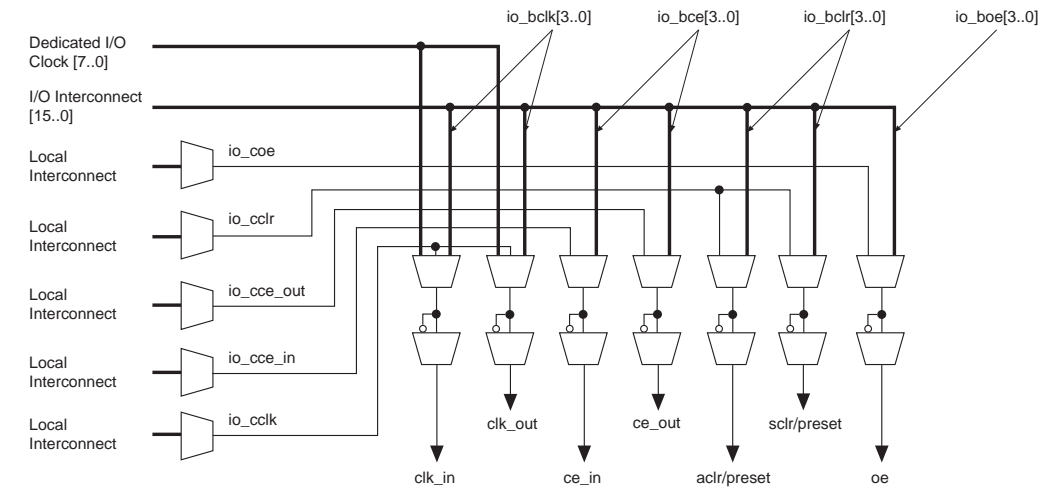 io_bclk[3..0] io_bce[3..0] io_bclr[3..0] io_boe[3..0]
Dedicated I/O
Clock [7..0]
I/O Interconnect
[15..0]
Local
Interconnect
io_coe
Local
Interconnect
io_cclr
Local
Interconnect
io_cce_out
Local
Interconnect
io_cce_in
Local
Interconnect
io_cclk
clk_out ce_out sclr/preset
clk_in ce_in aclr/preset oe